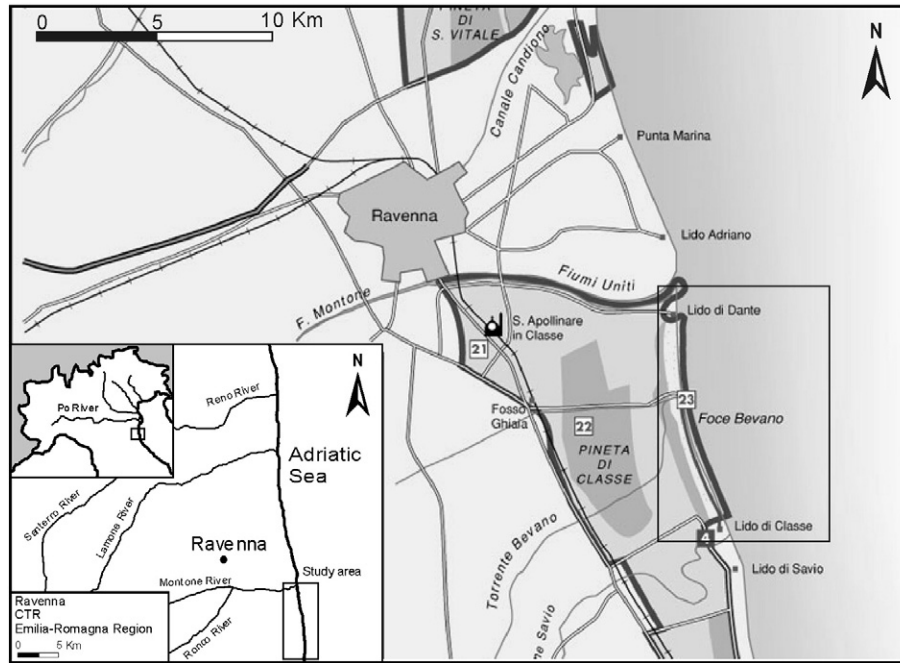 0 5 10 Km
PINETA
DI
S. VITALE
N
Canale Candiano
Punta Marina
Ravenna
Lido Adriano
Fiumi Uniti
F. Montone
Lido di Dante
S. Apollinare
in Classe
21
23
Foce Bevano
Fosso
Ghiaia
22
PINETA
DI
CLASSE
Lido di Classe
Lido di Savio
Torrente Bevano
ne Savio
N
Po River
Reno River
Adriatic
Sea
Santerro River
Lamone River
Ravenna
Study area
Montone River
Ronco River
Ravenna
CTR
Emilia-Romagna Region
0 5 Km